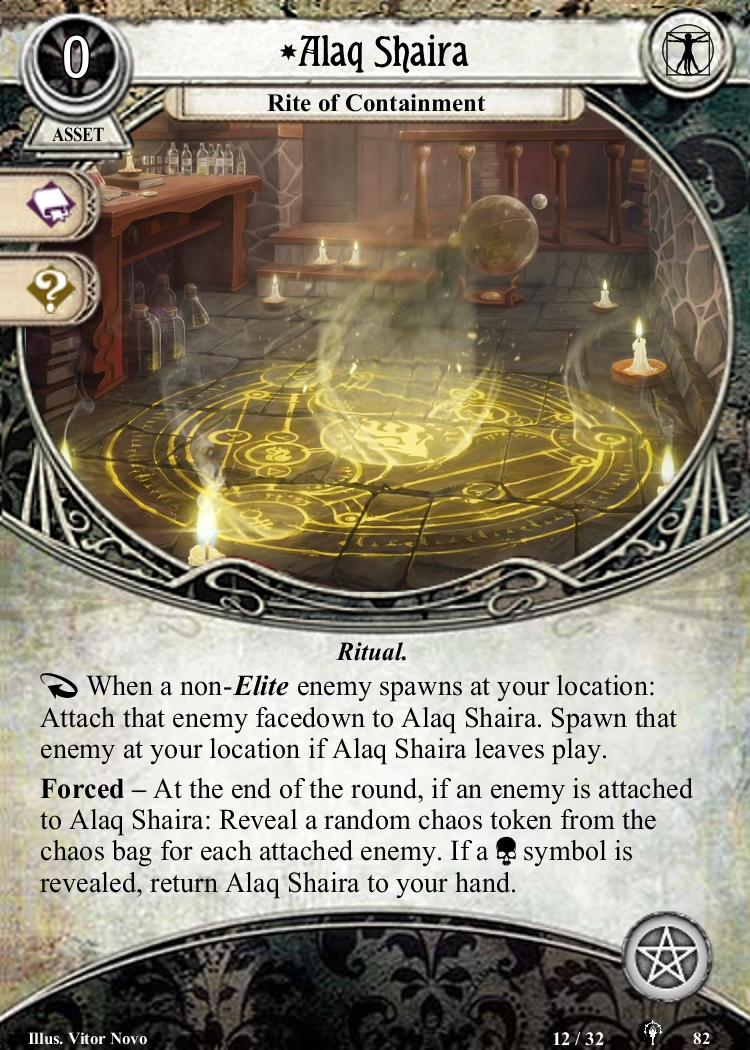 0
✷Alaq Shaira
Rite of Containment
ASSET
?
Ritual.
When a non-Elite enemy spawns at your location:
Attach that enemy facedown to Alaq Shaira. Spawn that
enemy at your location if Alaq Shaira leaves play.
Forced – At the end of the round, if an enemy is attached
to Alaq Shaira: Reveal a random chaos token from the
chaos bag for each attached enemy. If a symbol is
revealed, return Alaq Shaira to your hand.
Illus. Vitor Novo
12 / 32
82